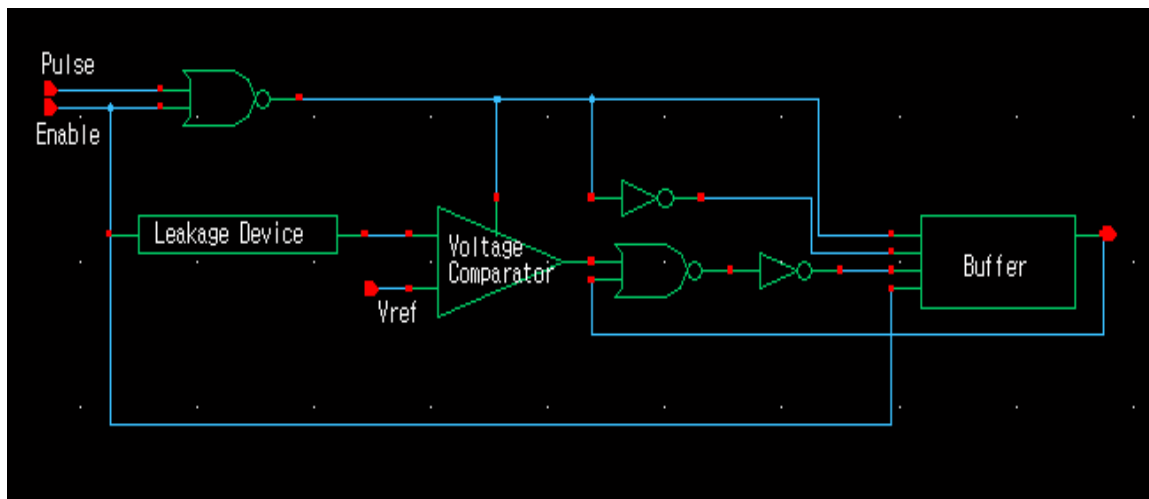 Pulse
Enable
Leakage Device
Voltage
Comparator
Vref
Buffer